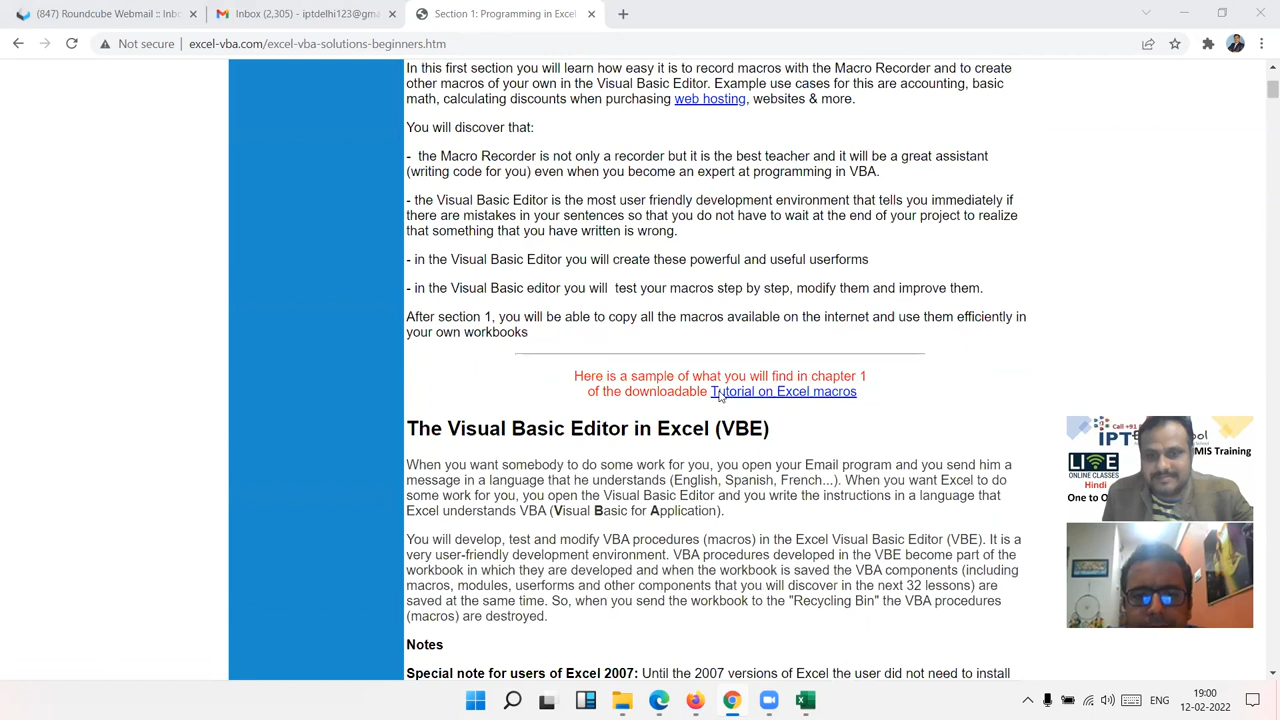 (847) Roundcube Webmail :: Inb
Inbox (2,305) - iptdelhi123@gma
Section 1: Programming in Excel
Not secure
excel-vba.com/excel-vba-solutions-beginners.htm
In this first section you will learn how easy it is to record macros with the Macro Recorder and to create
other macros of your own in the Visual Basic Editor. Example use cases for this are accounting, basic
math, calculating discounts when purchasing web hosting, websites & more.
You will discover that:
- the Macro Recorder is not only a recorder but it is the best teacher and it will be a great assistant
(writing code for you) even when you become an expert at programming in VBA.
- the Visual Basic Editor is the most user friendly development environment that tells you immediately if
there are mistakes in your sentences so that you do not have to wait at the end of your project to realize
that something that you have written is wrong.
- in the Visual Basic Editor you will create these powerful and useful userforms
- in the Visual Basic editor you will test your macros step by step, modify them and improve them.
After section 1, you will be able to copy all the macros available on the internet and use them efficiently in
your own workbooks
Here is a sample of what you will find in chapter 1
of the downloadable Tutorial on Excel macros
The Visual Basic Editor in Excel (VBE)
When you want somebody to do some work for you, you open your Email program and you send him a
message in a language that he understands (English, Spanish, French...). When you want Excel to do
some work for you, you open the Visual Basic Editor and you write the instructions in a language that
Excel understands VBA (Visual Basic for Application).
You will develop, test and modify VBA procedures (macros) in the Excel Visual Basic Editor (VBE). It is a
very user-friendly development environment. VBA procedures developed in the VBE become part of the
workbook in which they are developed and when the workbook is saved the VBA components (including
macros, modules, userforms and other components that you will discover in the next 32 lessons) are
saved at the same time. So, when you send the workbook to the "Recycling Bin" the VBA procedures
(macros) are destroyed.
Notes
Special note for users of Excel 2007: Until the 2007 versions of Excel the user did not need to install
Call +91
IPT
MIS Training
LIVE
ONLINE CLASSES
Hindi
One to O
ENG
19:00
12-02-2022